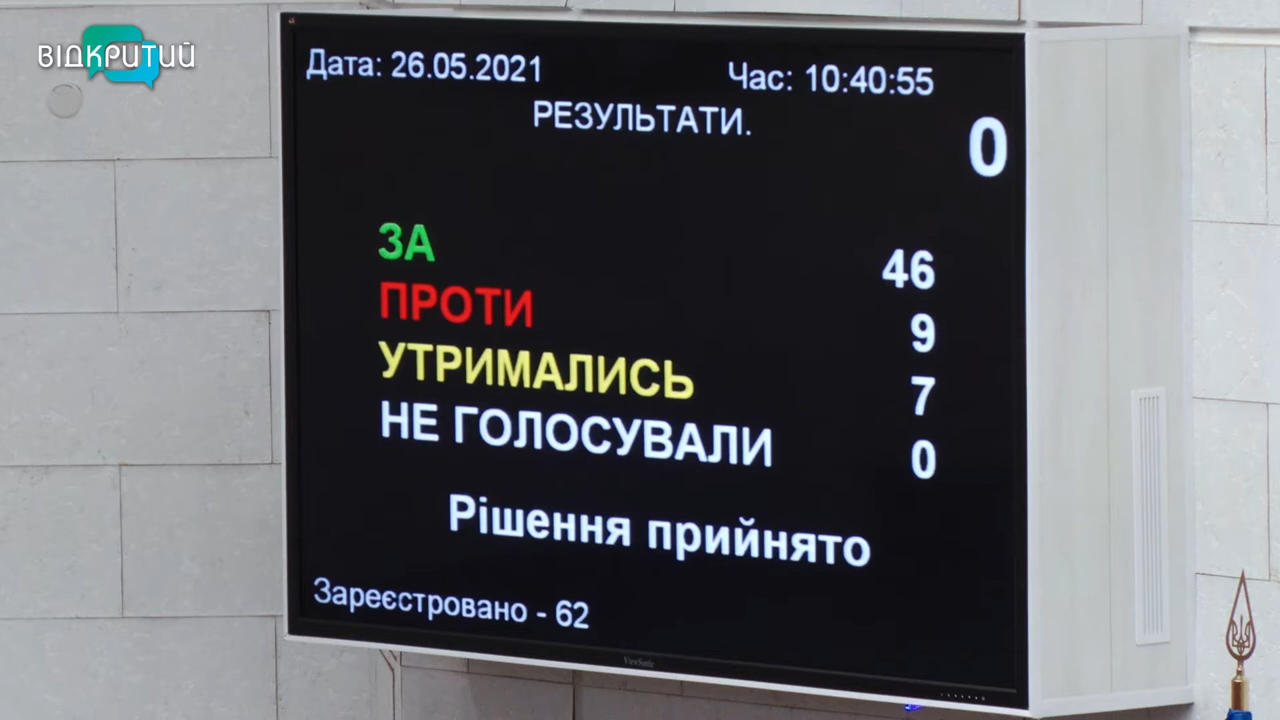 ВІДКРИТИЙ
Дата: 26.05.2021 Час: 10:40:55
РЕЗУЛЬТАТИ.
0
ЗА 46
ПРОТИ 9
УТРИМАЛИСЬ 7
НЕ ГОЛОСУВАЛИ 0
Рішення прийнято
Зареєстровано - 62
ViewSonic